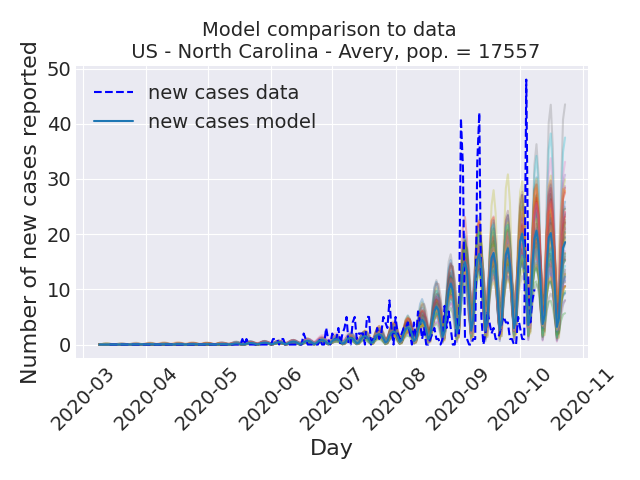 Model comparison to data
US - North Carolina - Avery, pop. = 17557
Number of new cases reported
50
40
30
20
10
0
new cases data
new cases model
2020-03
2020-04
2020-05
2020-06
2020-07
2020-08
2020-09
2020-10
2020-11
Day